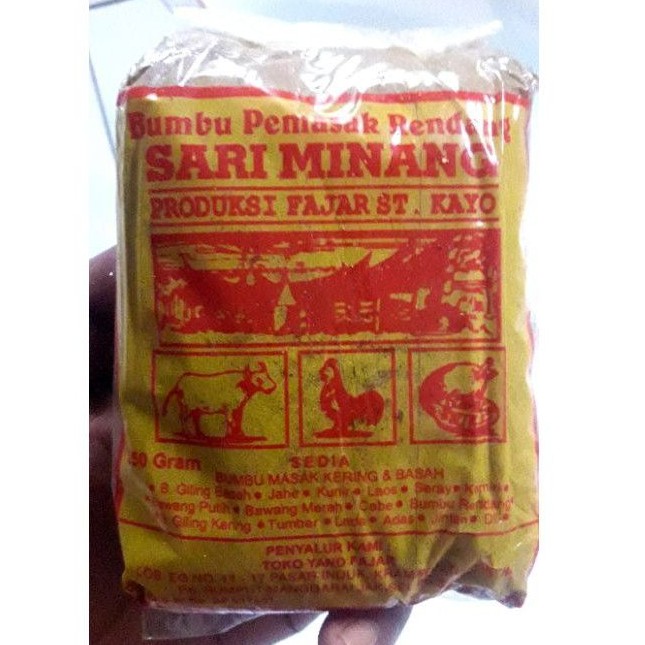 Bumbu Pemasak Rendang
SARI MINANG
PRODUKSI FAJAR ST. KAYO
50 Gram
SEDIA
BUMBU MASAK KERING & BASAH
• B. Giling Basah • Jahe • Kunir • Laos • Seray • Kemiri
Bawang Putih • Bawang Merah • Cabe • Bumbu Rendang
Giling Kering • Tumbar • Lada • Adas • Jinten • Dll
PENYALUR KAMI :
TOKO YANO FAJAR
PASAR INDUK KRAMAT